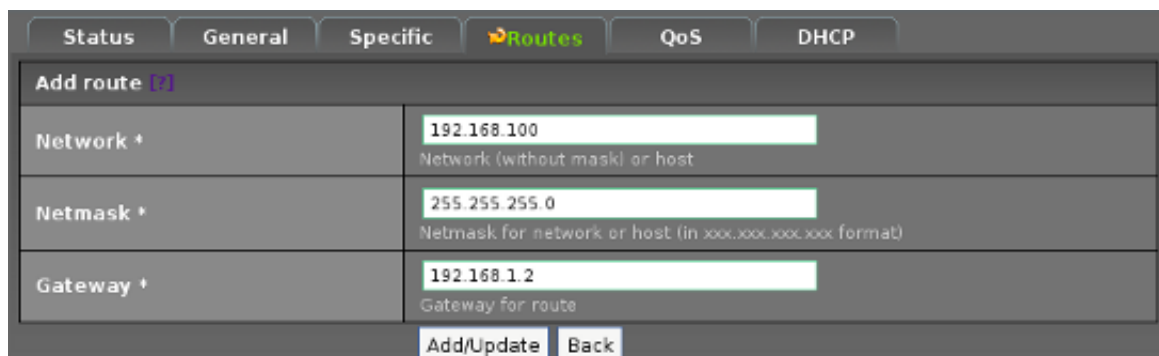 Status General Specific Routes QoS DHCP
Add route [?]
Network *
192.168.100
Network (without mask) or host
Netmask *
255.255.255.0
Netmask for network or host (in xxx.xxx.xxx.xxx format)
Gateway *
192.168.1.2
Gateway for route
Add/Update Back